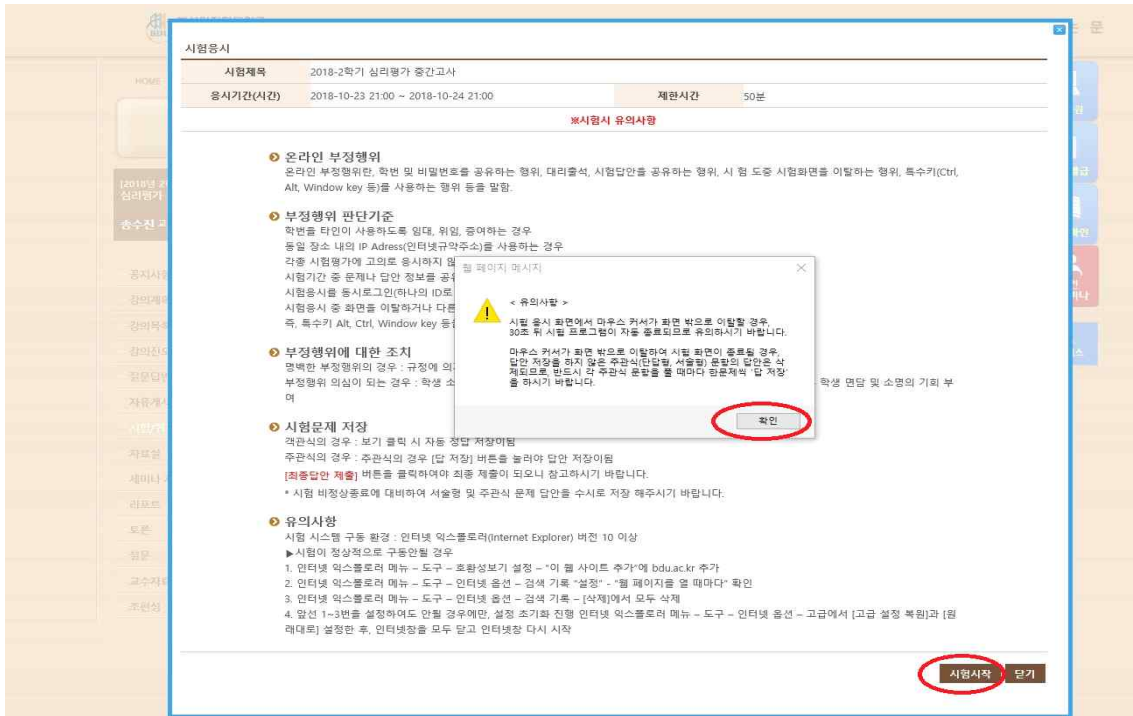 는 문
시험응시
시험제목 2018-2학기 심리평가 중간고사
응시기간(시간) 2018-10-23 21:00 ~ 2018-10-24 21:00 제한시간 50분
※시험시 유의사항
HOME
온라인 부정행위
온라인 부정행위란, 학번 및 비밀번호를 공유하는 행위, 대리출석, 시험답안을 공유하는 행위, 시 험 도중 시험화면을 이탈하는 행위, 특수키(Ctrl,
Alt, Window key 등)를 사용하는 행위 등을 말함.
[2018년 2
심리평가
송수진 교
부정행위 판단기준
학번을 타인이 사용하도록 임대, 위임, 증여하는 경우
동일 장소 내의 IP Adress(인터넷규약주소)를 사용하는 경우
각종 시험평가에 고의로 응시하지 않
시험기간 중 문제나 답안 정보를 공유
시험응시를 동시로그인(하나의 ID로
시험응시 중 화면을 이탈하거나 다른
즉, 특수키 Alt, Ctrl, Window key 등
웹 페이지 메시지
< 유의사항 >
시험 응시 화면에서 마우스 커서가 화면 밖으로 이탈할 경우,
30초 뒤 시험 프로그램이 자동 종료되므로 유의하시기 바랍니다.
마우스 커서가 화면 밖으로 이탈하여 시험 화면이 종료될 경우,
답안 저장을 하지 않은 주관식(단답형, 서술형) 문항의 답안은 삭
제되므로, 반드시 각 주관식 문항을 풀 때마다 한문제씩 '답 저장'
을 하시기 바랍니다.
확인
부정행위에 대한 조치
명백한 부정행위의 경우 : 규정에 의
부정행위 의심이 되는 경우 : 학생 소 학생 면담 및 소명의 기회 부
여
시험문제 저장
객관식의 경우 : 보기 클릭 시 자동 정답 저장이됨
주관식의 경우 : 주관식의 경우 [답 저장] 버튼을 눌러야 답안 저장이됨
[최종답안 제출] 버튼을 클릭하여야 최종 제출이 되오니 참고하시기 바랍니다.
* 시험 비정상종료에 대비하여 서술형 및 주관식 문제 답안을 수시로 저장 해주시기 바랍니다.
유의사항
시험 시스템 구동 환경 : 인터넷 익스플로러(Internet Explorer) 버전 10 이상
▶시험이 정상적으로 구동안될 경우
1. 인터넷 익스플로러 메뉴 – 도구 – 호환성보기 설정 – "이 웹 사이트 추가"에 bdu.ac.kr 추가
2. 인터넷 익스플로러 메뉴 – 도구 – 인터넷 옵션 – 검색 기록 "설정" - "웹 페이지를 열 때마다" 확인
3. 인터넷 익스플로러 메뉴 – 도구 – 인터넷 옵션 – 검색 기록 – [삭제]에서 모두 삭제
4. 앞선 1~3번을 설정하여도 안될 경우에만, 설정 초기화 진행 인터넷 익스플로러 메뉴 – 도구 – 인터넷 옵션 – 고급에서 [고급 설정 복원]과 [원
래대로] 설정한 후, 인터넷창을 모두 닫고 인터넷창 다시 시작
시험시작 닫기
자료실
토론
설문